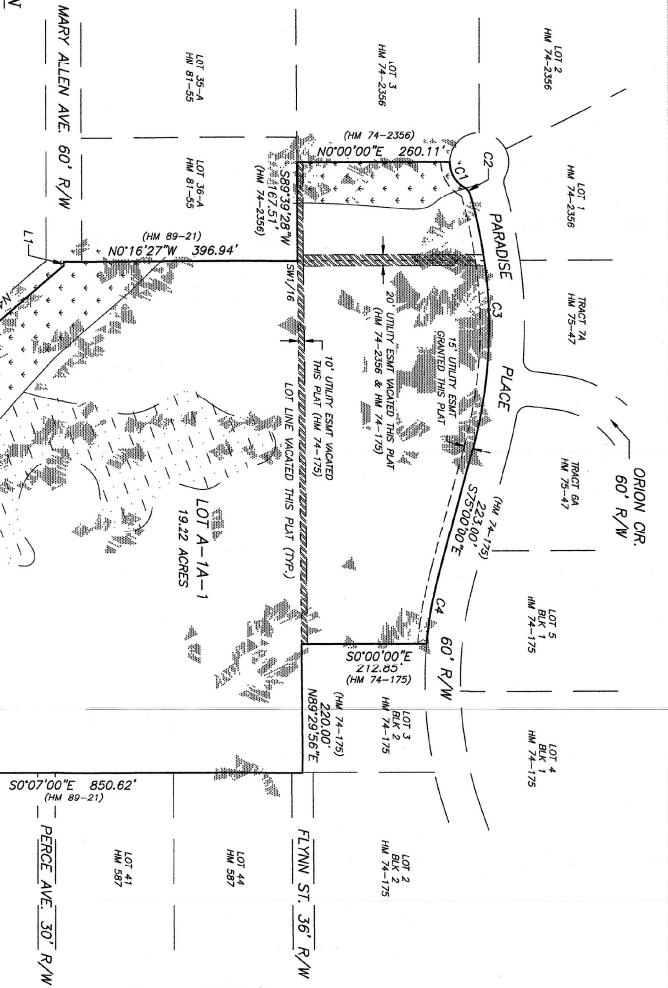 LOT 2
HM 74-2356
LOT 1
HM 74-2356
TRACT 7A
HM 75-47
ORION CIR.
60' R/W
TRACT 6A
HM 75-47
LOT 5
BLK 1
HM 74-175
LOT 4
BLK 1
HM 74-175
LOT 3
HM 74-2356
(HM 74-2356)
N0°00'00"E 260.11'
C1
C2
PARADISE
C3
PLACE
(HM 74-175)
223.00'
S75°00'00"E
C4
60' R/W
15' UTILITY ESMT
GRANTED THIS PLAT
20' UTILITY ESMT VACATED THIS PLAT
(HM 74-2356 & HM 74-175)
S89°39'28"W
167.51'
(HM 74-2356)
SW1/16
10' UTILITY ESMT VACATED
THIS PLAT (HM 74-175)
LOT LINE VACATED THIS PLAT (TYP.)
S0°00'00"E
212.85'
(HM 74-175)
LOT 3
BLK 2
HM 74-175
(HM 74-175)
220.00'
N89°29'56"E
LOT 2
BLK 2
HM 74-175
LOT 35-A
HM 81-55
LOT 36-A
HM 81-55
MARY ALLEN AVE. 60' R/W
L1
(HM 89-21)
N0°16'27"W 396.94'
LOT A-1A-1
19.22 ACRES
FLYNN ST. 36' R/W
LOT 44
HM 587
LOT 41
HM 587
S0°07'00"E 850.62'
(HM 89-21)
PERCE AVE. 30' R/W